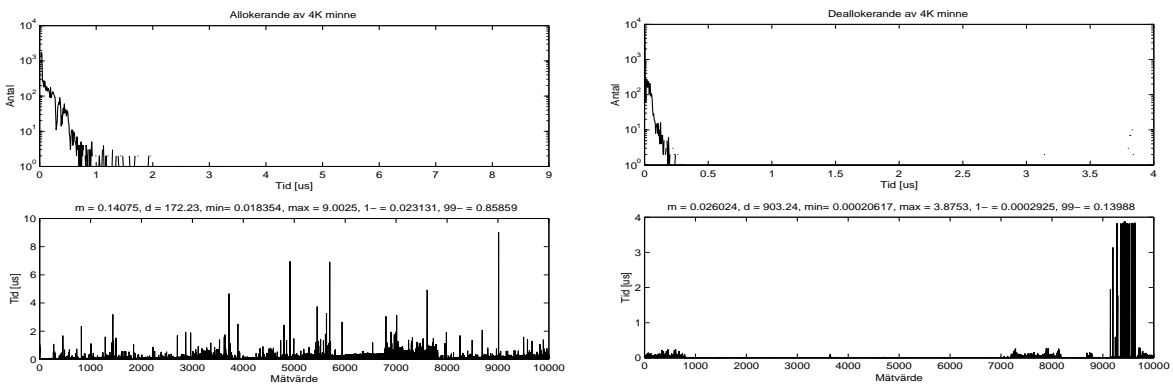 Allokerande av 4K minne
10^4
10^3
10^2
10^1
10^0
Antal
0 1 2 3 4 5 6 7 8 9
Tid [us]
m = 0.14075, d = 172.23, min= 0.018354, max = 9.0025, 1− = 0.023131, 99− = 0.85859
10
8
6
4
2
0
Tid [us]
0 1000 2000 3000 4000 5000 6000 7000 8000 9000 10000
Mätvärde
Deallokerande av 4K minne
10^4
10^3
10^2
10^1
10^0
Antal
0 0.5 1 1.5 2 2.5 3 3.5 4
Tid [us]
m = 0.026024, d = 903.24, min= 0.00020617, max = 3.8753, 1− = 0.0002925, 99− = 0.13988
4
3
2
1
0
Tid [us]
0 1000 2000 3000 4000 5000 6000 7000 8000 9000 10000
Mätvärde